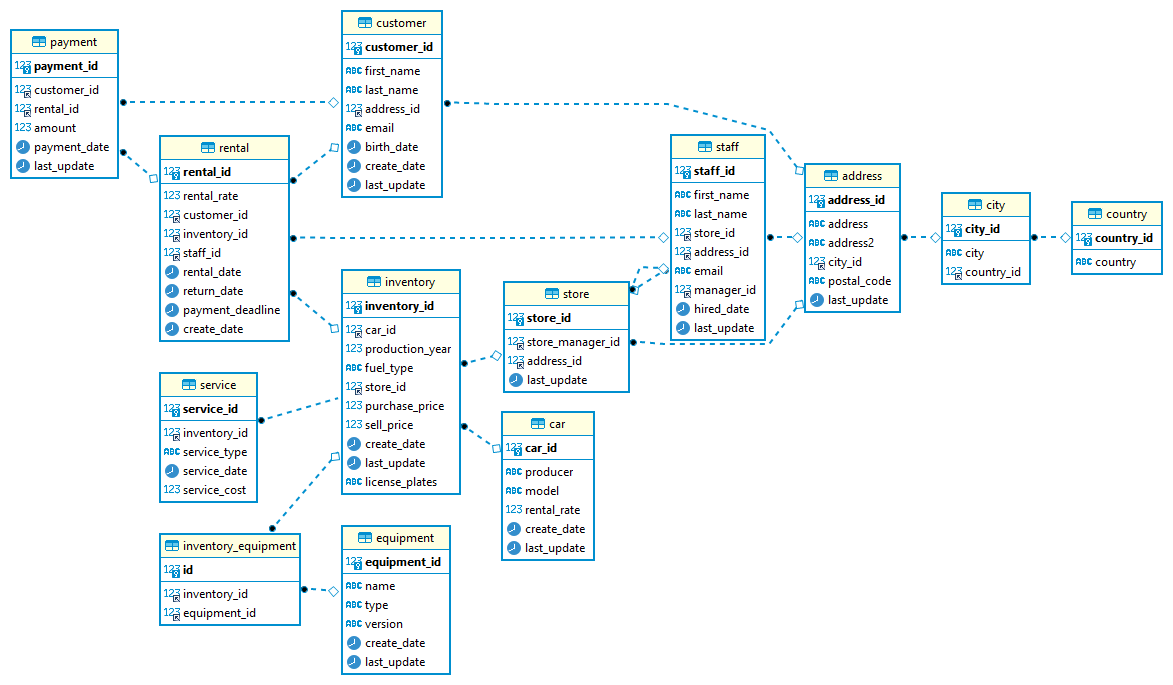 payment
payment_id
customer_id
rental_id
amount
payment_date
last_update
customer
customer_id
first_name
last_name
address_id
email
birth_date
create_date
last_update
rental
rental_id
rental_rate
customer_id
inventory_id
staff_id
rental_date
return_date
payment_deadline
create_date
staff
staff_id
first_name
last_name
store_id
address_id
email
manager_id
hired_date
last_update
address
address_id
address
address2
city_id
postal_code
last_update
city
city_id
city
country_id
country
country_id
country
inventory
inventory_id
car_id
production_year
fuel_type
store_id
purchase_price
sell_price
create_date
last_update
license_plates
store
store_id
store_manager_id
address_id
last_update
service
service_id
inventory_id
service_type
service_date
service_cost
car
car_id
producer
model
rental_rate
create_date
last_update
inventory_equipment
id
inventory_id
equipment_id
equipment
equipment_id
name
type
version
create_date
last_update